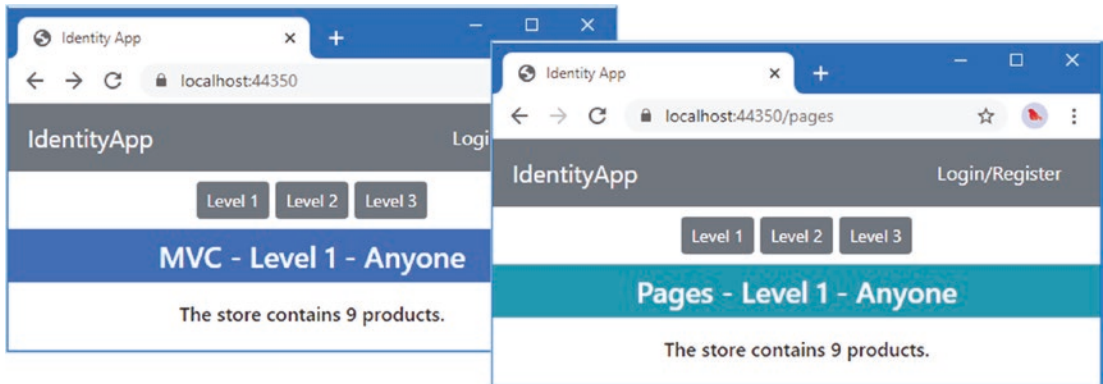 Identity App
localhost:44350
IdentityApp
Logi
Level 1 Level 2 Level 3
MVC - Level 1 - Anyone
The store contains 9 products.
Identity App
localhost:44350/pages
IdentityApp Login/Register
Level 1 Level 2 Level 3
Pages - Level 1 - Anyone
The store contains 9 products.